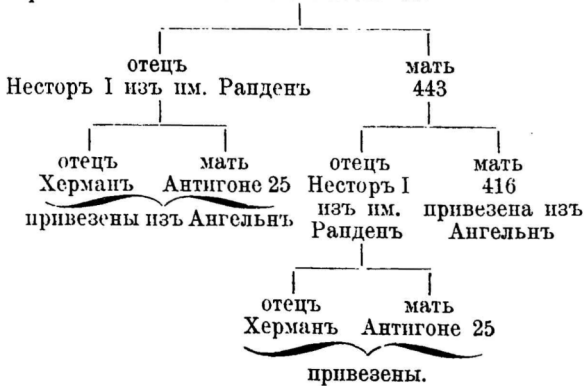 отецъ мать
Несторъ I изъ им. Ранденъ 443
отецъ мать отецъ мать
Херманъ Антигоне 25 Несторъ I 416
привезены изъ Ангельнъ изъ им. привезена изъ
Ранденъ Ангельнъ
отецъ мать
Херманъ Антигоне 25
привезены.